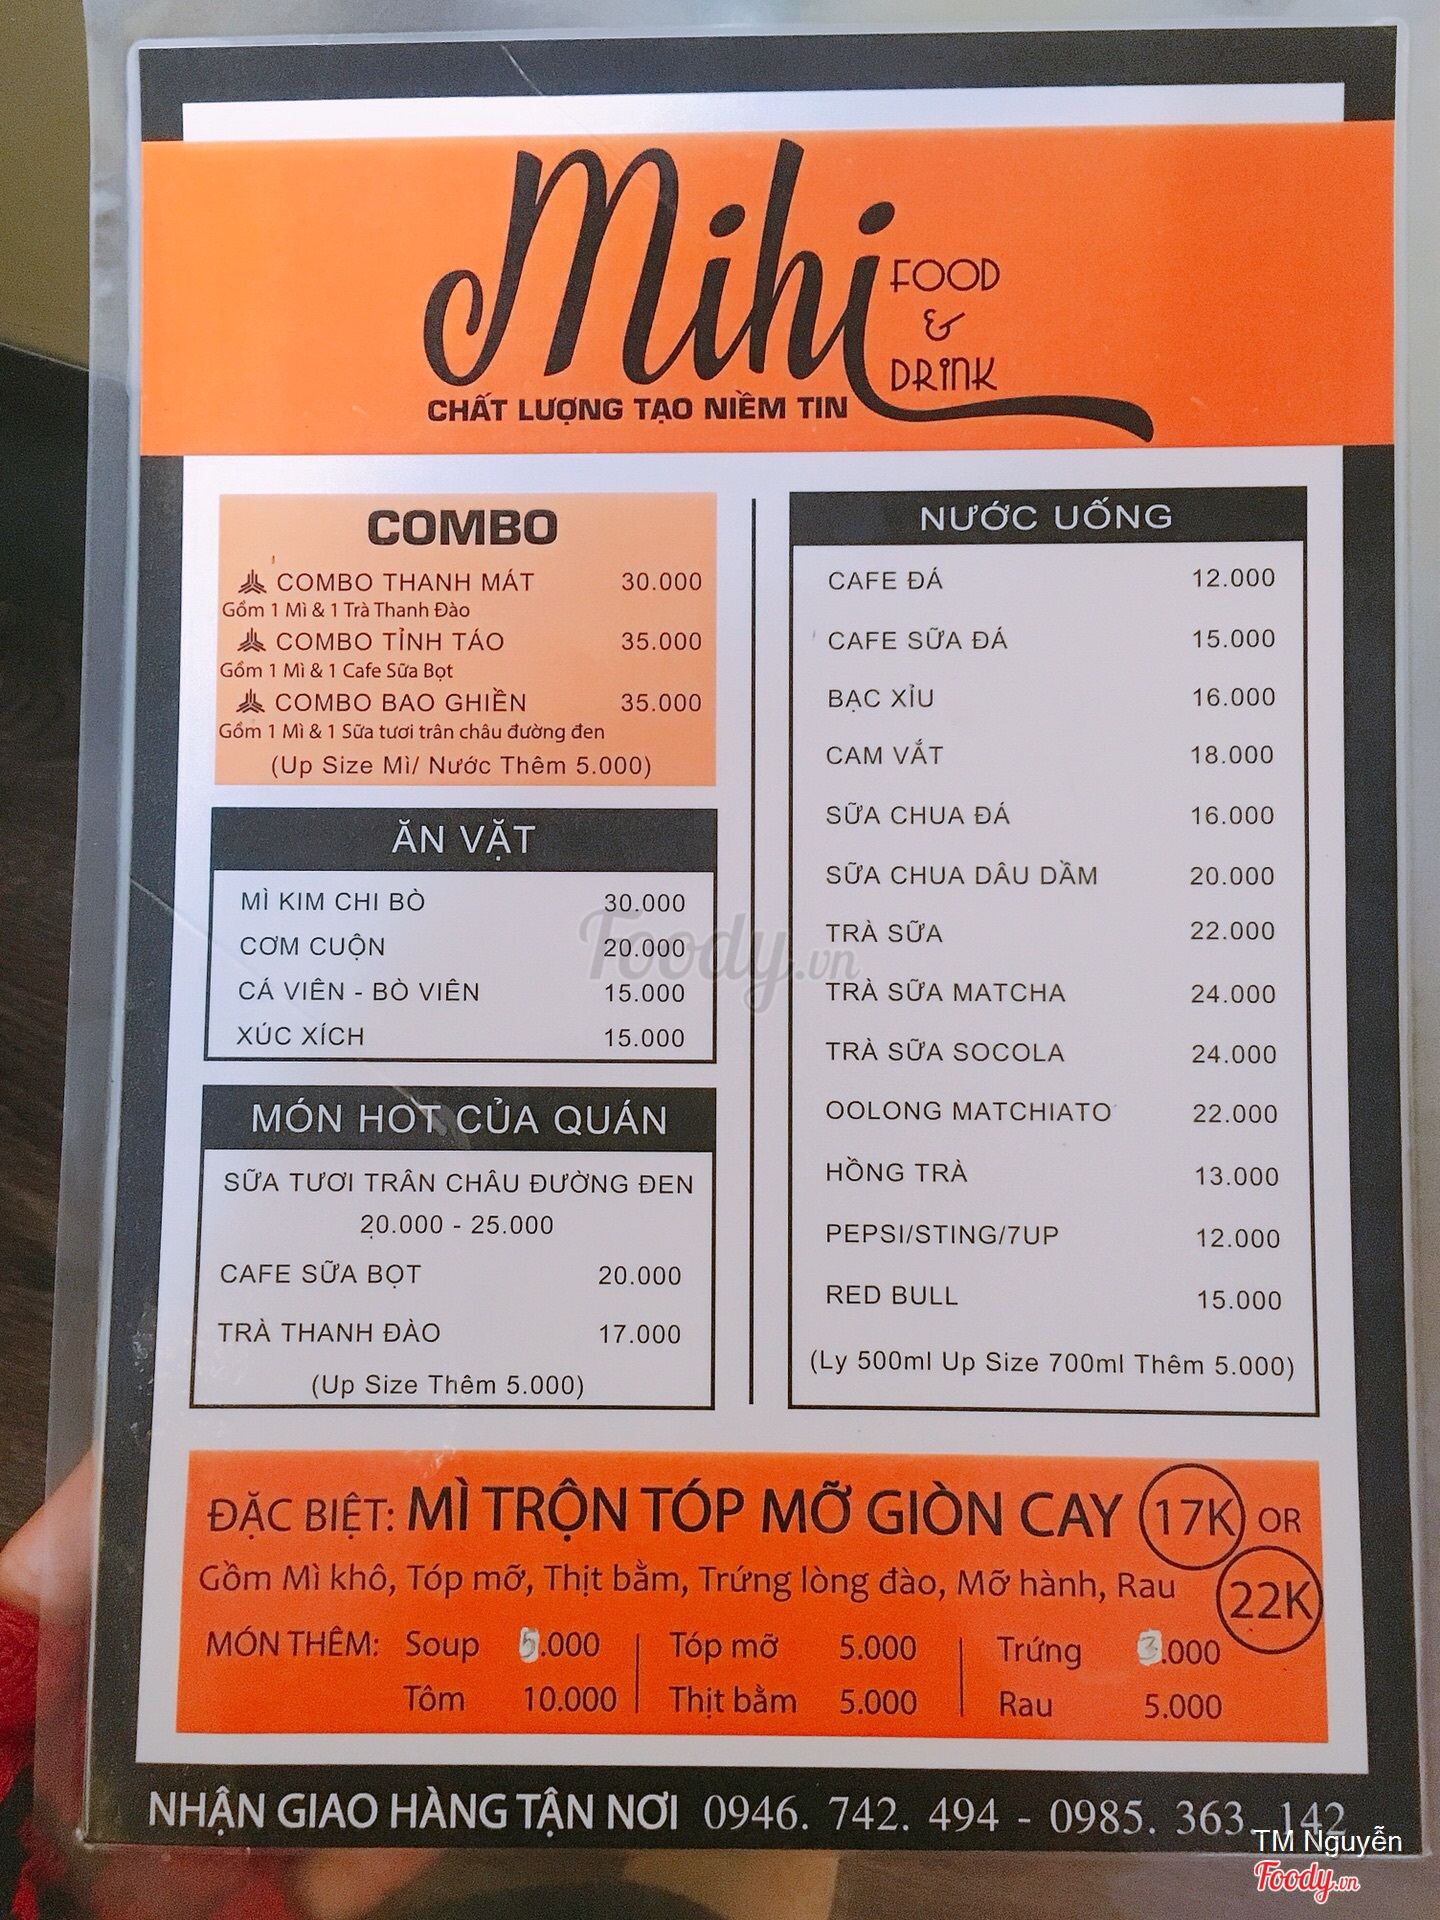 Mihi
FOOD
&
DRINK
CHẤT LƯỢNG TẠO NIỀM TIN
COMBO
COMBO THANH MÁT 30.000
Gồm 1 Mì & 1 Trà Thanh Đào
COMBO TỈNH TÁO 35.000
Gồm 1 Mì & 1 Cafe Sữa Bọt
COMBO BAO GHIỀN 35.000
Gồm 1 Mì & 1 Sữa tươi trân châu đường đen
(Up Size Mì/ Nước Thêm 5.000)
ĂN VẶT
MÌ KIM CHI BÒ 30.000
CƠM CUỘN 20.000
CÁ VIÊN - BÒ VIÊN 15.000
XÚC XÍCH 15.000
MÓN HOT CỦA QUÁN
SỮA TƯƠI TRÂN CHÂU ĐƯỜNG ĐEN
20.000 - 25.000
CAFE SỮA BỌT 20.000
TRÀ THANH ĐÀO 17.000
(Up Size Thêm 5.000)
NƯỚC UỐNG
CAFE ĐÁ 12.000
CAFE SỮA ĐÁ 15.000
BẠC XỈU 16.000
CAM VẮT 18.000
SỮA CHUA ĐÁ 16.000
SỮA CHUA DÂU DẦM 20.000
TRÀ SỮA 22.000
TRÀ SỮA MATCHA 24.000
TRÀ SỮA SOCOLA 24.000
OOLONG MATCHIATO 22.000
HỒNG TRÀ 13.000
PEPSI/STING/7UP 12.000
RED BULL 15.000
(Ly 500ml Up Size 700ml Thêm 5.000)
ĐẶC BIỆT: MÌ TRỘN TÓP MỠ GIÒN CAY 17K OR
22K
Gồm Mì khô, Tóp mỡ, Thịt bằm, Trứng lòng đào, Mỡ hành, Rau
MÓN THÊM: Soup 5.000 | Tóp mỡ 5.000 | Trứng 3.000
Tôm 10.000 | Thịt bằm 5.000 | Rau 5.000
NHẬN GIAO HÀNG TẬN NƠI 0946. 742. 494 - 0985. 363. 142
Foody.vn
TM Nguyễn
Foody.vn